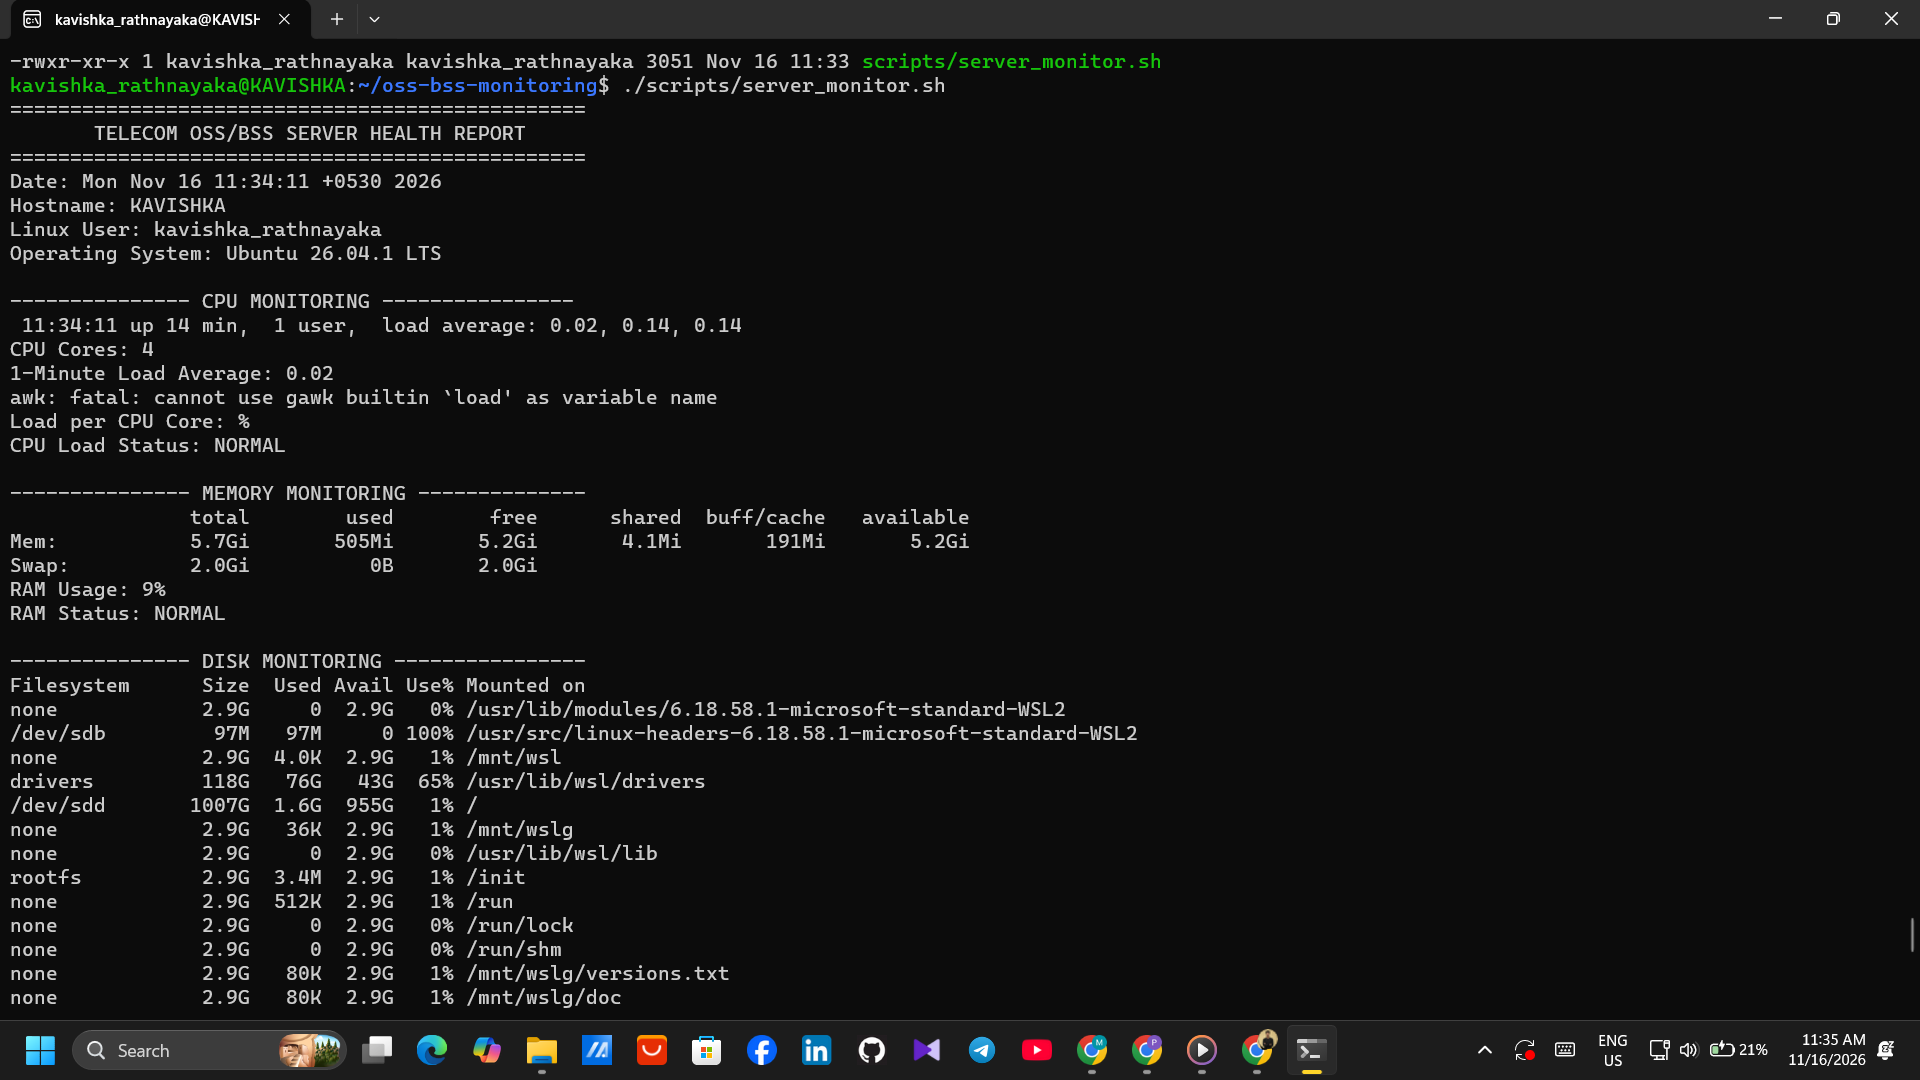 kavishka_rathnayaka@KAVISH
-rwxr-xr-x 1 kavishka_rathnayaka kavishka_rathnayaka 3051 Nov 16 11:33 scripts/server_monitor.sh
kavishka_rathnayaka@KAVISHKA:~/oss-bss-monitoring$ ./scripts/server_monitor.sh
================================================
       TELECOM OSS/BSS SERVER HEALTH REPORT
================================================
Date: Mon Nov 16 11:34:11 +0530 2026
Hostname: KAVISHKA
Linux User: kavishka_rathnayaka
Operating System: Ubuntu 26.04.1 LTS

--------------- CPU MONITORING ----------------
 11:34:11 up 14 min,  1 user,  load average: 0.02, 0.14, 0.14
CPU Cores: 4
1-Minute Load Average: 0.02
awk: fatal: cannot use gawk builtin `load' as variable name
Load per CPU Core: %
CPU Load Status: NORMAL

--------------- MEMORY MONITORING --------------
               total        used        free      shared  buff/cache   available
Mem:           5.7Gi       505Mi       5.2Gi       4.1Mi       191Mi       5.2Gi
Swap:          2.0Gi          0B       2.0Gi
RAM Usage: 9%
RAM Status: NORMAL

--------------- DISK MONITORING ----------------
Filesystem      Size  Used Avail Use% Mounted on
none            2.9G     0  2.9G   0% /usr/lib/modules/6.18.58.1-microsoft-standard-WSL2
/dev/sdb         97M   97M     0 100% /usr/src/linux-headers-6.18.58.1-microsoft-standard-WSL2
none            2.9G  4.0K  2.9G   1% /mnt/wsl
drivers         118G   76G   43G  65% /usr/lib/wsl/drivers
/dev/sdd       1007G  1.6G  955G   1% /
none            2.9G   36K  2.9G   1% /mnt/wslg
none            2.9G     0  2.9G   0% /usr/lib/wsl/lib
rootfs          2.9G  3.4M  2.9G   1% /init
none            2.9G  512K  2.9G   1% /run
none            2.9G     0  2.9G   0% /run/lock
none            2.9G     0  2.9G   0% /run/shm
none            2.9G   80K  2.9G   1% /mnt/wslg/versions.txt
none            2.9G   80K  2.9G   1% /mnt/wslg/doc
Search
M
P
ENG
US
21%
11:35 AM
11/16/2026